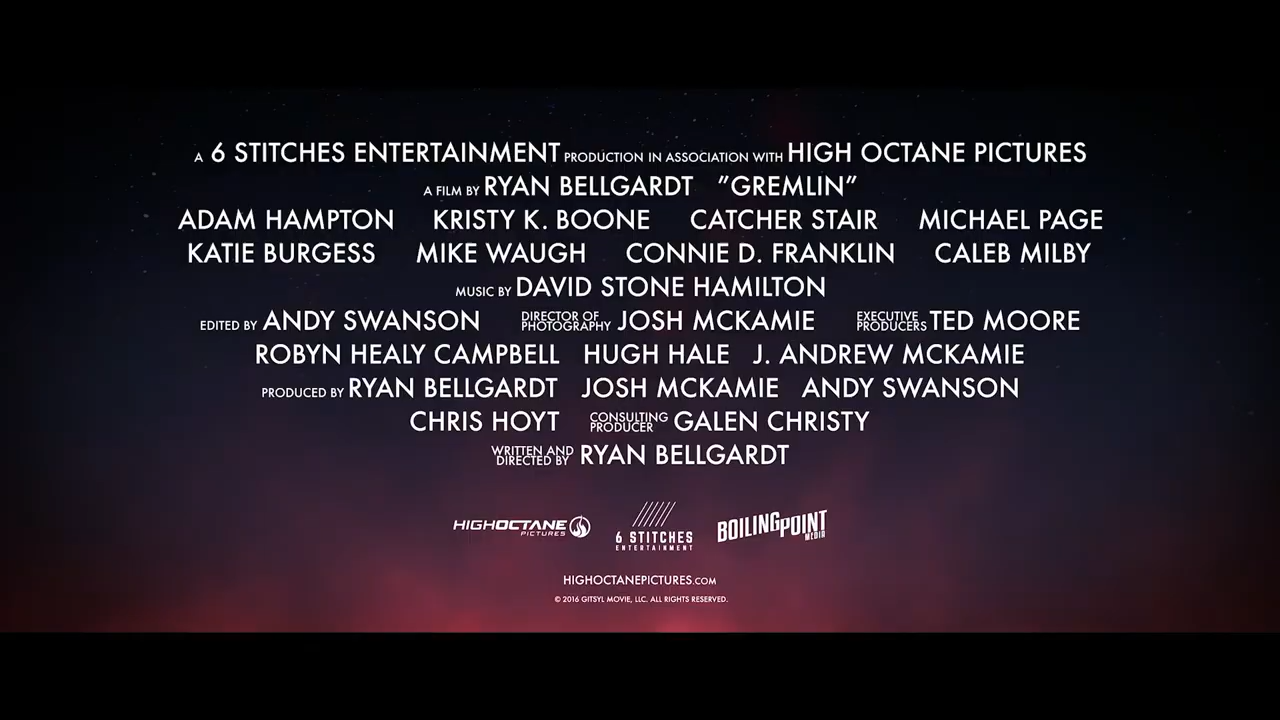 A 6 STITCHES ENTERTAINMENT PRODUCTION IN ASSOCIATION WITH HIGH OCTANE PICTURES
A FILM BY RYAN BELLGARDT "GREMLIN"
ADAM HAMPTON KRISTY K. BOONE CATCHER STAIR MICHAEL PAGE
KATIE BURGESS MIKE WAUGH CONNIE D. FRANKLIN CALEB MILBY
MUSIC BY DAVID STONE HAMILTON
EDITED BY ANDY SWANSON DIRECTOR OF PHOTOGRAPHY JOSH MCKAMIE EXECUTIVE PRODUCERS TED MOORE
ROBYN HEALY CAMPBELL HUGH HALE J. ANDREW MCKAMIE
PRODUCED BY RYAN BELLGARDT JOSH MCKAMIE ANDY SWANSON
CHRIS HOYT CONSULTING PRODUCER GALEN CHRISTY
WRITTEN AND DIRECTED BY RYAN BELLGARDT
HIGHOCTANE PICTURES
6 STITCHES ENTERTAINMENT
BOILING POINT MEDIA
HIGHOCTANEPICTURES.COM
© 2016 GITSYL MOVIE, LLC. ALL RIGHTS RESERVED.